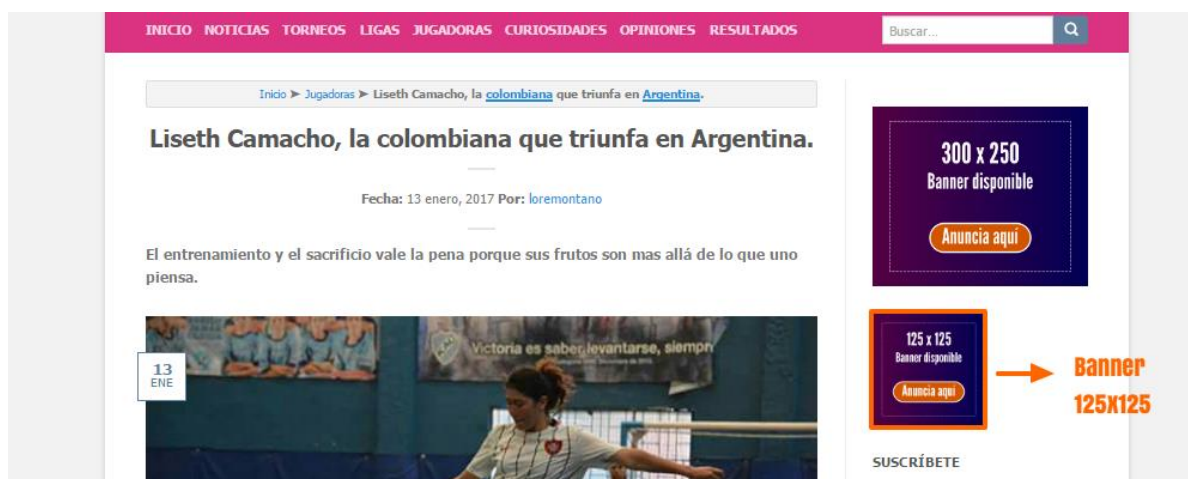 INICIO NOTICIAS TORNEOS LIGAS JUGADORAS CURIOSIDADES OPINIONES RESULTADOS
Buscar...
Inicio ➤ Jugadoras ➤ Liseth Camacho, la colombiana que triunfa en Argentina.
Liseth Camacho, la colombiana que triunfa en Argentina.
Fecha: 13 enero, 2017 Por: loremontano
El entrenamiento y el sacrificio vale la pena porque sus frutos son mas allá de lo que uno
piensa.
Victoria es saber levantarse, siempr
13
ENE
300 x 250
Banner disponible
Anuncia aquí
125 x 125
Banner disponible
Anuncia aquí
Banner
125X125
SUSCRÍBETE